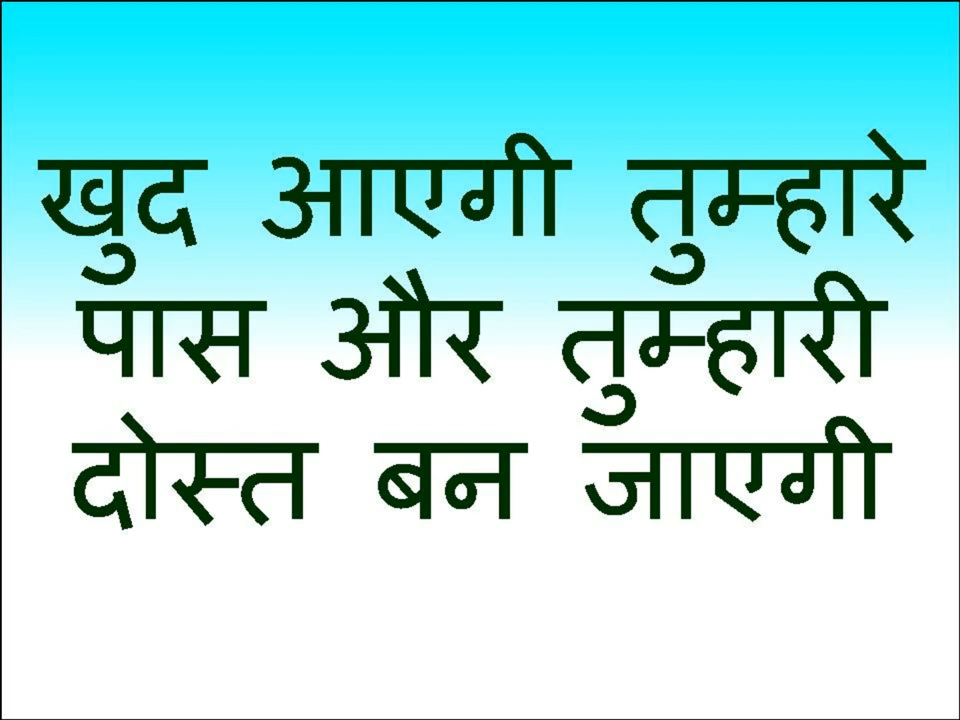 खुद आएगी तुम्हारे
पास और तुम्हारी
दोस्त बन जाएगी